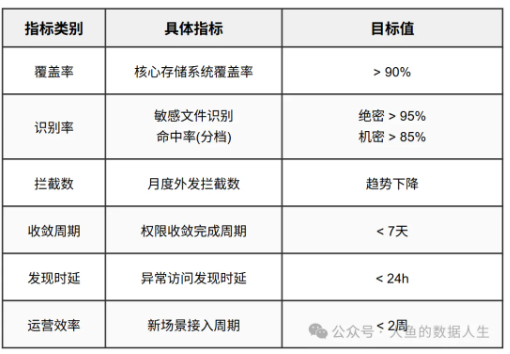 指标类别 具体指标 目标值
覆盖率 核心存储系统覆盖率 > 90%
识别率 敏感文件识别 命中率(分档) 绝密 > 95% 机密 > 85%
拦截数 月度外发拦截数 趋势下降
收敛周期 权限收敛完成周期 < 7天
发现时延 异常访问发现时延 < 24h
运营效率 新场景接入周期 < 2周
公众号 · 大鱼的数据人生